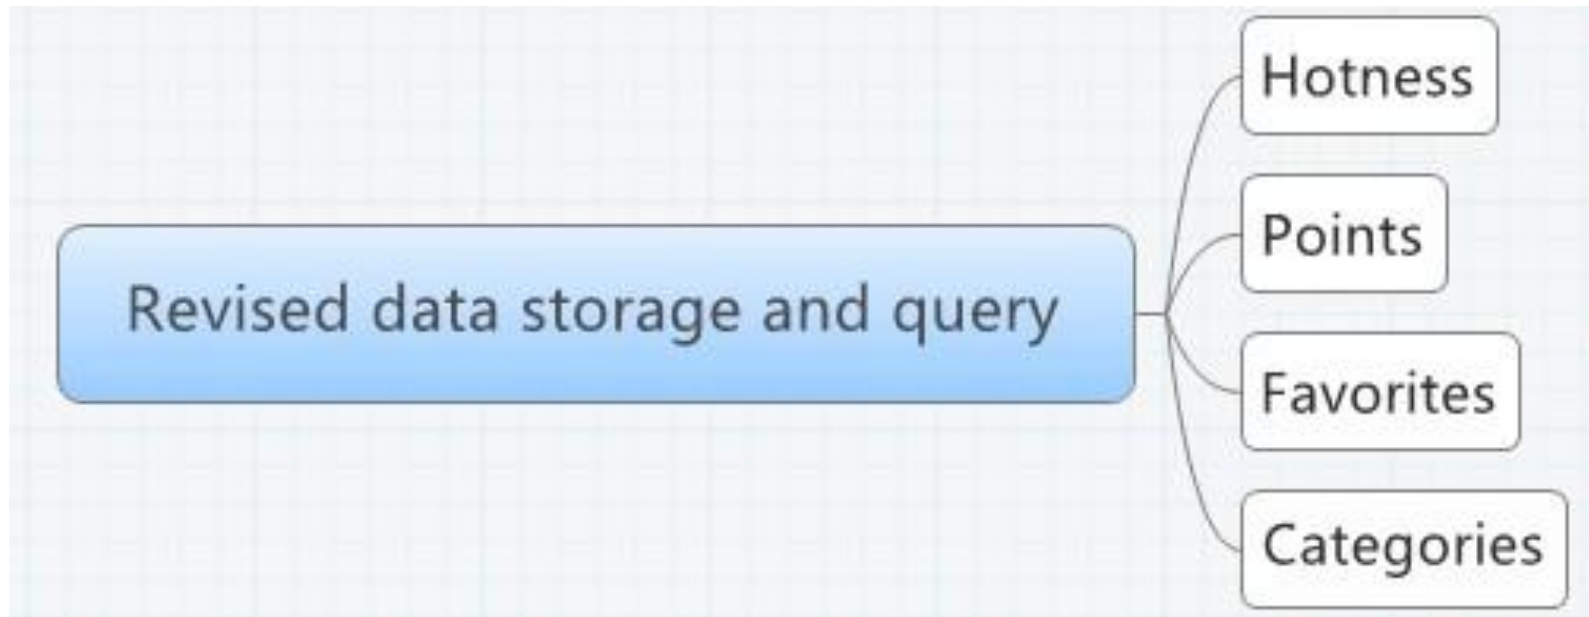 Revised data storage and query
Hotness
Points
Favorites
Categories